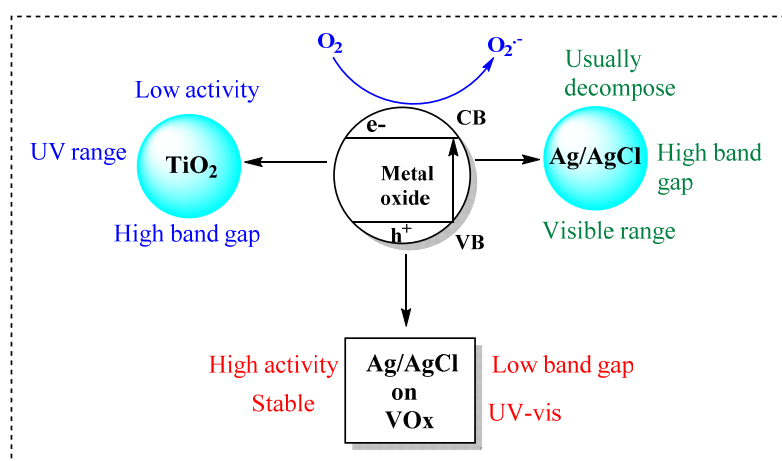 O₂
O₂·-
Usually
decompose
Low activity
CB
e-
UV range
TiO₂
Metal
oxide
Ag/AgCl
High band
gap
High band gap
h⁺
VB
Visible range
High activity
Ag/AgCl
on
VOx
Low band gap
Stable
UV-vis